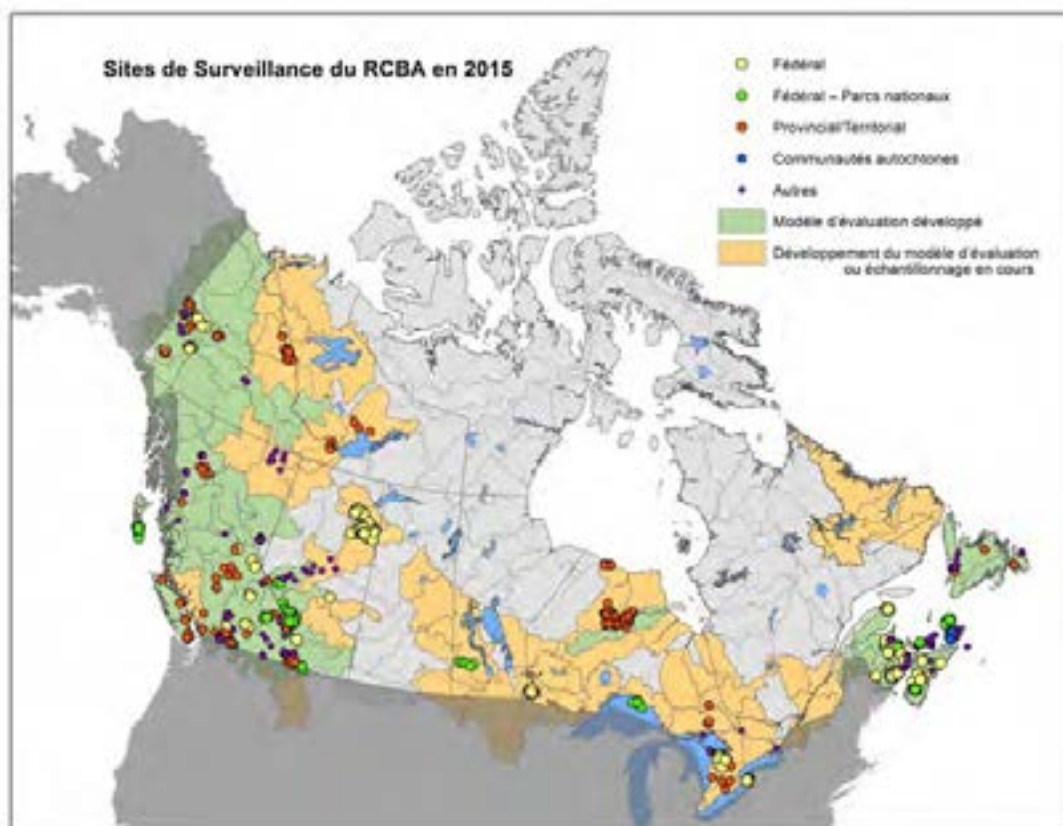 Sites de Surveillance du RCBA en 2015
Fédéral
Fédéral – Parcs nationaux
Provincial/Territorial
Communautés autochtones
Autres
Modèle d'évaluation développé
Développement du modèle d'évaluation
ou échantillonnage en cours